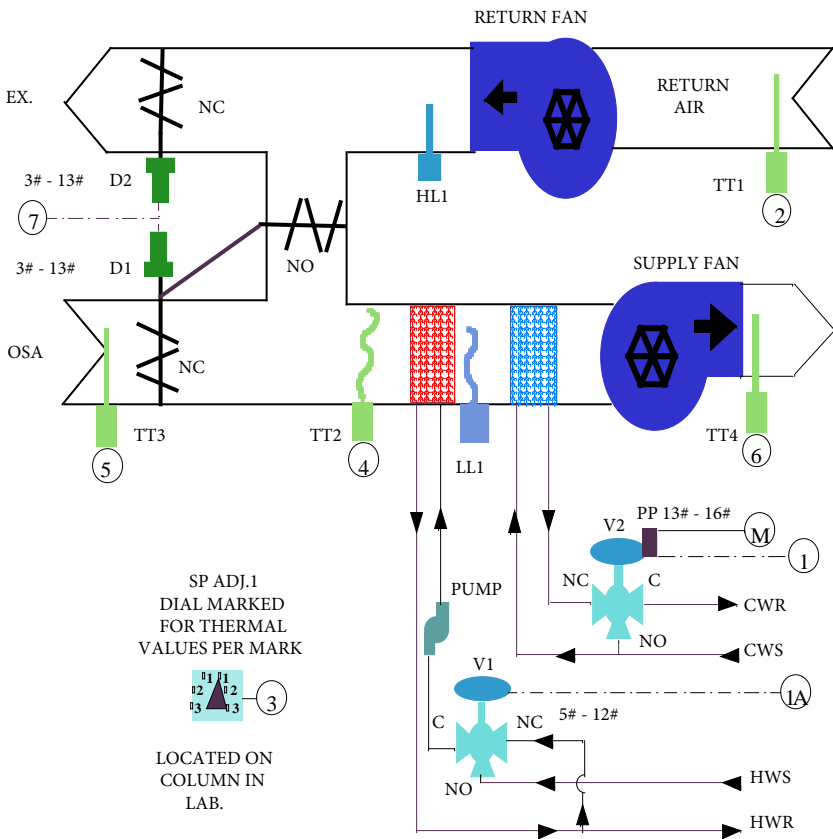 RETURN FAN
EX.
NC
RETURN
AIR
3# - 13#
D2
HL1
TT1
7
2
3# - 13#
D1
NO
SUPPLY FAN
OSA
NC
TT3
TT2
LL1
TT4
5
4
6
PP 13# - 16#
V2
M
1
NC
C
SP ADJ.1
DIAL MARKED
FOR THERMAL
VALUES PER MARK
PUMP
CWR
NO
CWS
V1
1A
1 1
2 2
3 3
3
C
NC
5# - 12#
LOCATED ON
COLUMN IN
LAB.
NO
HWS
HWR